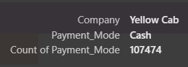 Company Yellow Cab
Payment_Mode Cash
Count of Payment_Mode 107474